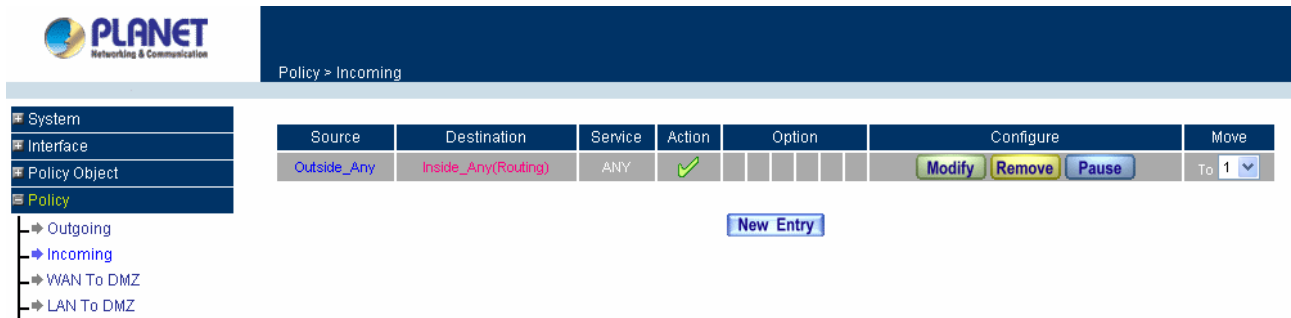 PLANET
Networking & Communication
Policy > Incoming
System
Interface
Policy Object
Policy
Outgoing
Incoming
WAN To DMZ
LAN To DMZ
Source Destination Service Action Option Configure Move
Outside_Any Inside_Any(Routing) ANY Modify Remove Pause To 1
New Entry